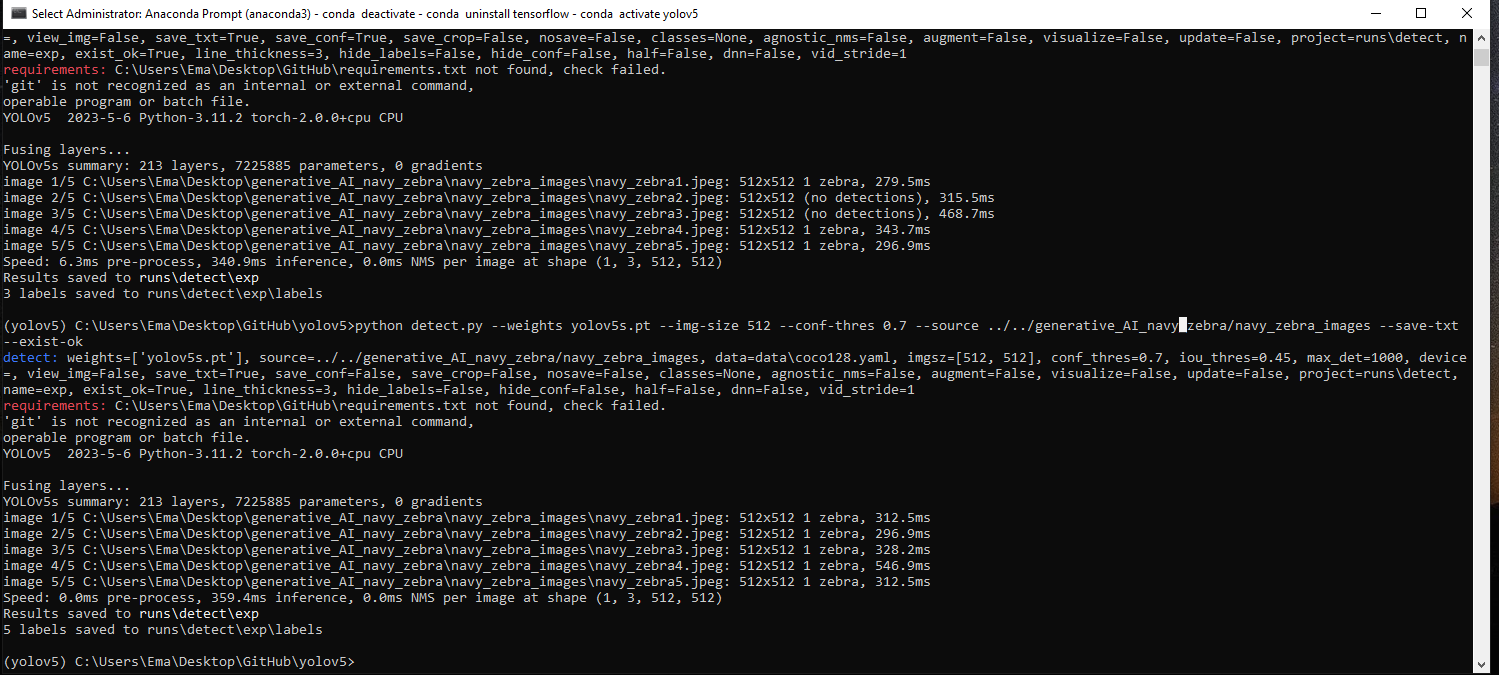 Select Administrator: Anaconda Prompt (anaconda3) - conda  deactivate - conda  uninstall tensorflow - conda  activate yolov5
=, view_img=False, save_txt=True, save_conf=True, save_crop=False, nosave=False, classes=None, agnostic_nms=False, augment=False, visualize=False, update=False, project=runs\detect, n
ame=exp, exist_ok=True, line_thickness=3, hide_labels=False, hide_conf=False, half=False, dnn=False, vid_stride=1
requirements: C:\Users\Ema\Desktop\GitHub\requirements.txt not found, check failed.
'git' is not recognized as an internal or external command,
operable program or batch file.
YOLOv5  2023-5-6 Python-3.11.2 torch-2.0.0+cpu CPU
Fusing layers...
YOLOv5s summary: 213 layers, 7225885 parameters, 0 gradients
image 1/5 C:\Users\Ema\Desktop\generative_AI_navy_zebra\navy_zebra_images\navy_zebra1.jpeg: 512x512 1 zebra, 279.5ms
image 2/5 C:\Users\Ema\Desktop\generative_AI_navy_zebra\navy_zebra_images\navy_zebra2.jpeg: 512x512 (no detections), 315.5ms
image 3/5 C:\Users\Ema\Desktop\generative_AI_navy_zebra\navy_zebra_images\navy_zebra3.jpeg: 512x512 (no detections), 468.7ms
image 4/5 C:\Users\Ema\Desktop\generative_AI_navy_zebra\navy_zebra_images\navy_zebra4.jpeg: 512x512 1 zebra, 343.7ms
image 5/5 C:\Users\Ema\Desktop\generative_AI_navy_zebra\navy_zebra_images\navy_zebra5.jpeg: 512x512 1 zebra, 296.9ms
Speed: 6.3ms pre-process, 340.9ms inference, 0.0ms NMS per image at shape (1, 3, 512, 512)
Results saved to runs\detect\exp
3 labels saved to runs\detect\exp\labels
(yolov5) C:\Users\Ema\Desktop\GitHub\yolov5>python detect.py --weights yolov5s.pt --img-size 512 --conf-thres 0.7 --source ../../generative_AI_navy_zebra/navy_zebra_images --save-txt
--exist-ok
detect: weights=['yolov5s.pt'], source=../../generative_AI_navy_zebra/navy_zebra_images, data=data\coco128.yaml, imgsz=[512, 512], conf_thres=0.7, iou_thres=0.45, max_det=1000, device
=, view_img=False, save_txt=True, save_conf=False, save_crop=False, nosave=False, classes=None, agnostic_nms=False, augment=False, visualize=False, update=False, project=runs\detect,
name=exp, exist_ok=True, line_thickness=3, hide_labels=False, hide_conf=False, half=False, dnn=False, vid_stride=1
requirements: C:\Users\Ema\Desktop\GitHub\requirements.txt not found, check failed.
'git' is not recognized as an internal or external command,
operable program or batch file.
YOLOv5  2023-5-6 Python-3.11.2 torch-2.0.0+cpu CPU
Fusing layers...
YOLOv5s summary: 213 layers, 7225885 parameters, 0 gradients
image 1/5 C:\Users\Ema\Desktop\generative_AI_navy_zebra\navy_zebra_images\navy_zebra1.jpeg: 512x512 1 zebra, 312.5ms
image 2/5 C:\Users\Ema\Desktop\generative_AI_navy_zebra\navy_zebra_images\navy_zebra2.jpeg: 512x512 1 zebra, 296.9ms
image 3/5 C:\Users\Ema\Desktop\generative_AI_navy_zebra\navy_zebra_images\navy_zebra3.jpeg: 512x512 1 zebra, 328.2ms
image 4/5 C:\Users\Ema\Desktop\generative_AI_navy_zebra\navy_zebra_images\navy_zebra4.jpeg: 512x512 1 zebra, 546.9ms
image 5/5 C:\Users\Ema\Desktop\generative_AI_navy_zebra\navy_zebra_images\navy_zebra5.jpeg: 512x512 1 zebra, 312.5ms
Speed: 0.0ms pre-process, 359.4ms inference, 0.0ms NMS per image at shape (1, 3, 512, 512)
Results saved to runs\detect\exp
5 labels saved to runs\detect\exp\labels
(yolov5) C:\Users\Ema\Desktop\GitHub\yolov5>